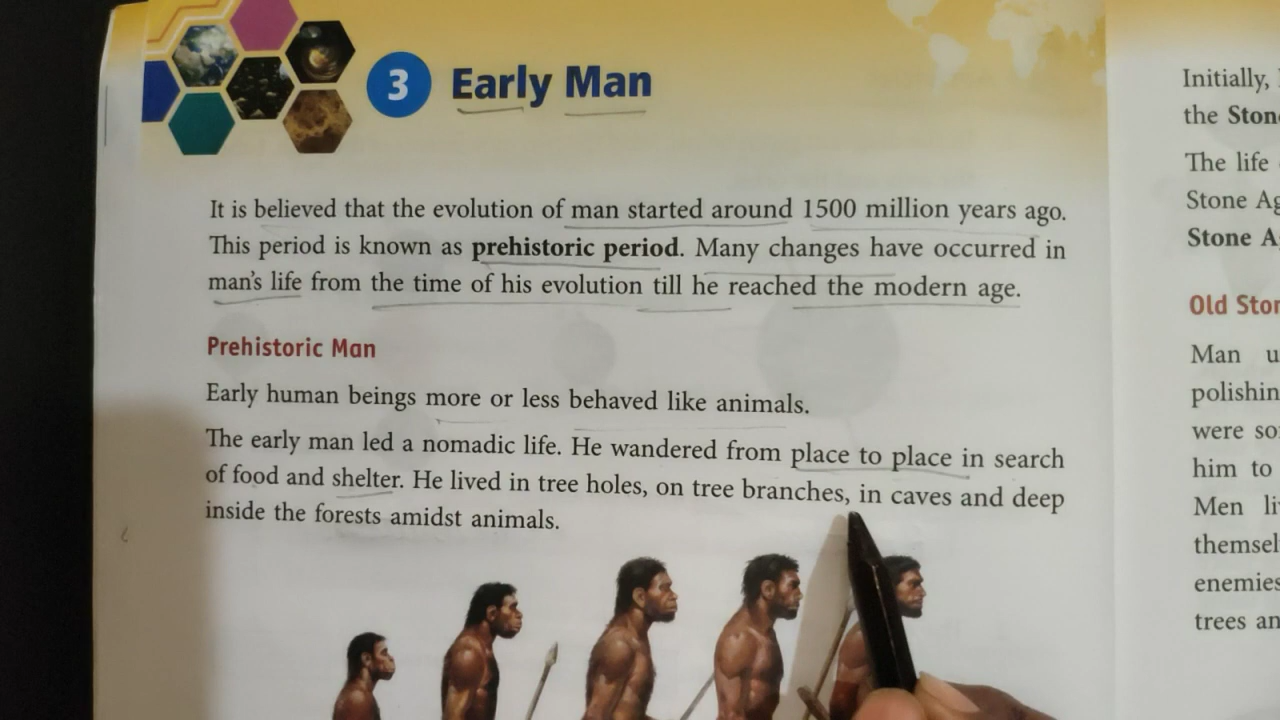 3 Early Man
It is believed that the evolution of man started around 1500 million years ago.
This period is known as prehistoric period. Many changes have occurred in
man's life from the time of his evolution till he reached the modern age.
Prehistoric Man
Early human beings more or less behaved like animals.
The early man led a nomadic life. He wandered from place to place in search
of food and shelter. He lived in tree holes, on tree branches, in caves and deep
inside the forests amidst animals.
Initially,
the
The life
Stone
Stone
Old
Man
were
him to
Men
enemies
trees